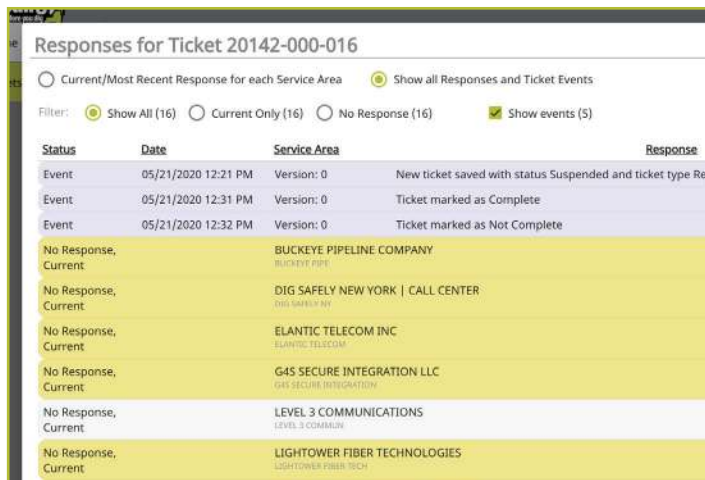 Responses for Ticket 20142-000-016
Current/Most Recent Response for each Service Area Show all Responses and Ticket Events
Filter: Show All (16) Current Only (16) No Response (16) Show events (5)
Status Date Service Area Response
Event 05/21/2020 12:21 PM Version: 0 New ticket saved with status Suspended and ticket type Re
Event 05/21/2020 12:31 PM Version: 0 Ticket marked as Complete
Event 05/21/2020 12:32 PM Version: 0 Ticket marked as Not Complete
No Response, BUCKEYE PIPELINE COMPANY
Current BUCKEYE PIPE
No Response, DIG SAFELY NEW YORK | CALL CENTER
Current DIG SAFELY NY
No Response, ELANTIC TELECOM INC
Current ELANTIC TELECOM
No Response, G4S SECURE INTEGRATION LLC
Current G4S SECURE INTEGRATION
No Response, LEVEL 3 COMMUNICATIONS
Current LEVEL 3 COMMUN
No Response, LIGHTOWER FIBER TECHNOLOGIES
Current LIGHTOWER FIBER TECH